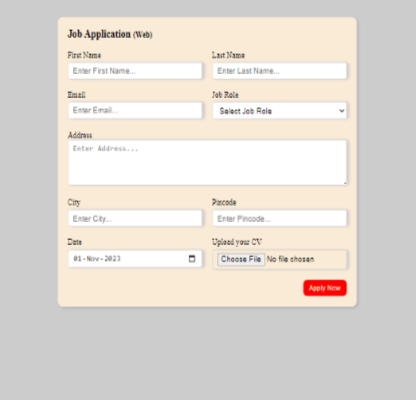 Job Application (Web)
First Name
Last Name
Enter First Name...
Enter Last Name...
Email
Job Role
Enter Email...
Select Job Role
Address
Enter Address...
City
Pincode
Enter City...
Enter Pincode...
Date
Upload your CV
01-Nov-2023
Choose File No file chosen
Apply Now